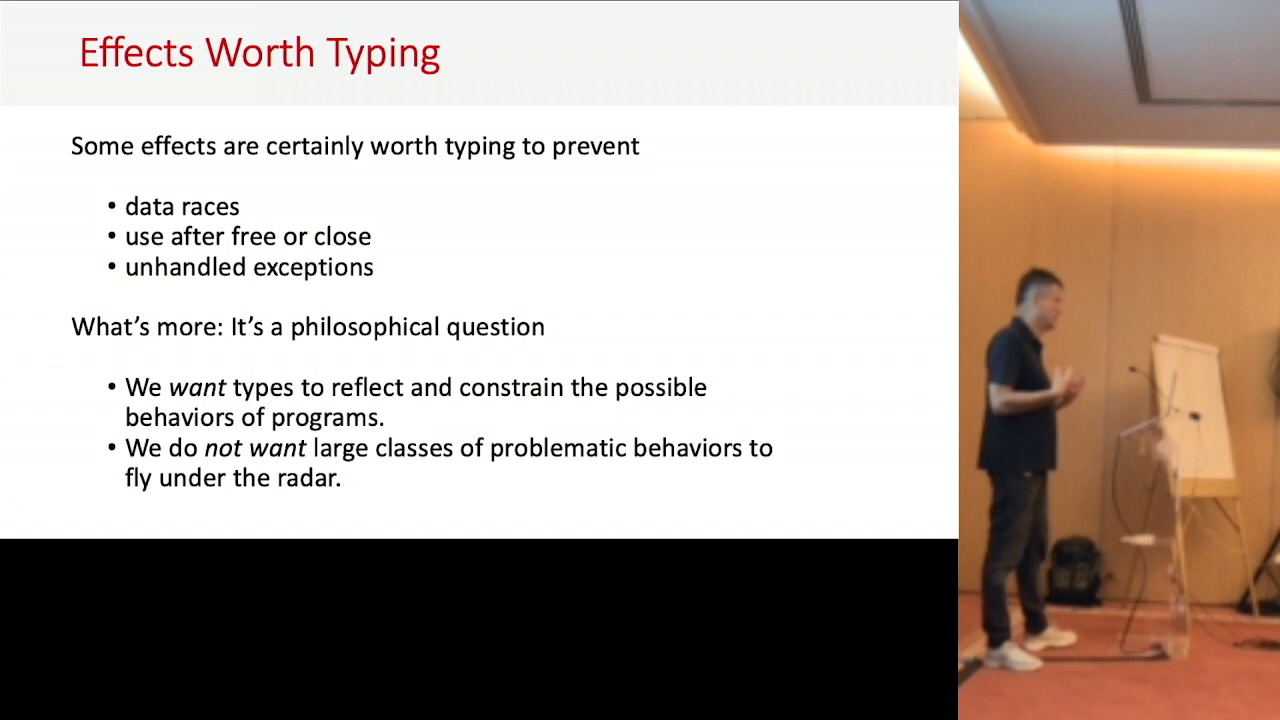 Effects Worth Typing
Some effects are certainly worth typing to prevent
• data races
• use after free or close
• unhandled exceptions
What’s more: It’s a philosophical question
• We want types to reflect and constrain the possible
behaviors of programs.
• We do not want large classes of problematic behaviors to
fly under the radar.